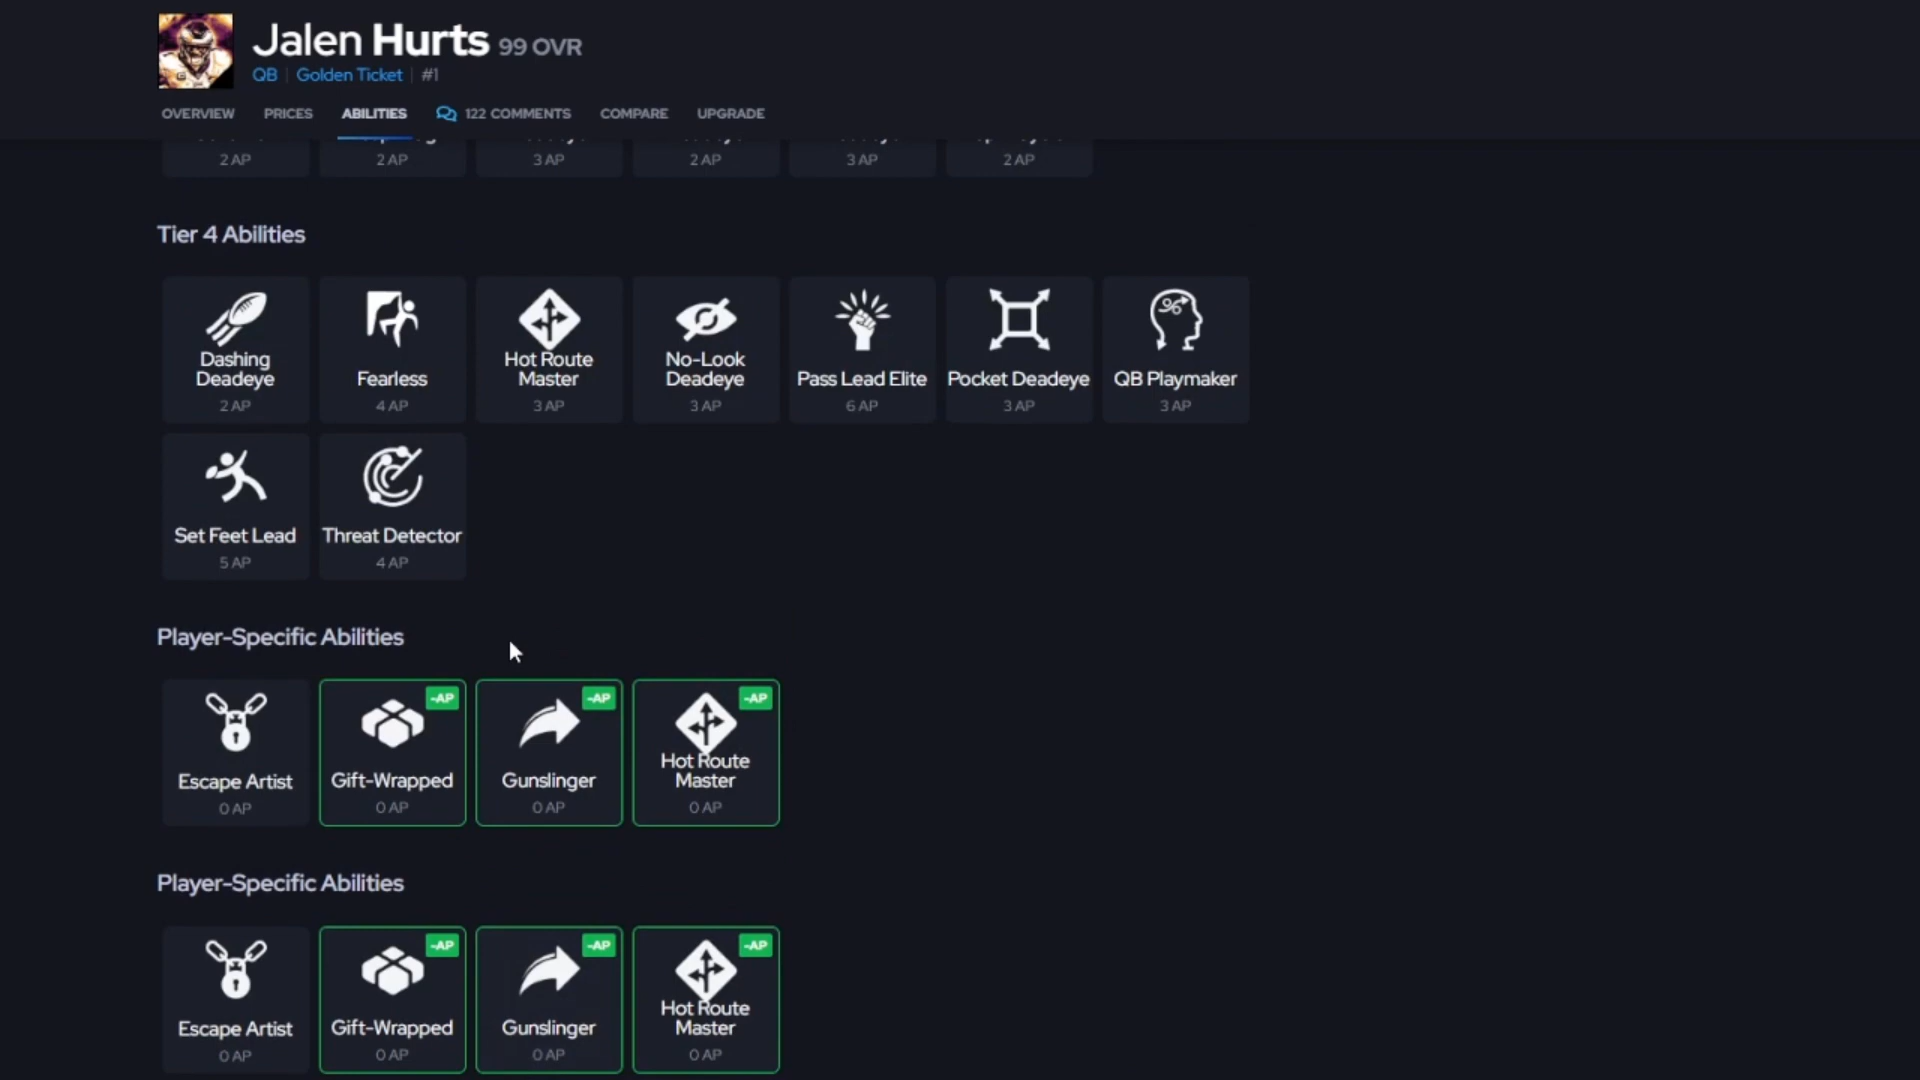 Jalen Hurts 99 OVR
QB | Golden Ticket | #1
OVERVIEW PRICES ABILITIES 122 COMMENTS COMPARE UPGRADE
2 AP 2 AP 3 AP 2 AP 3 AP 2 AP
Tier 4 Abilities
Dashing Deadeye Fearless Hot Route Master No-Look Deadeye Pass Lead Elite Pocket Deadeye QB Playmaker
2 AP 4 AP 3 AP 3 AP 6 AP 3 AP 3 AP
Set Feet Lead Threat Detector
5 AP 4 AP
Player-Specific Abilities
-AP -AP -AP
Escape Artist Gift-Wrapped Gunslinger Hot Route Master
0 AP 0 AP 0 AP 0 AP
Player-Specific Abilities
-AP -AP -AP
Escape Artist Gift-Wrapped Gunslinger Hot Route Master
0 AP 0 AP 0 AP 0 AP